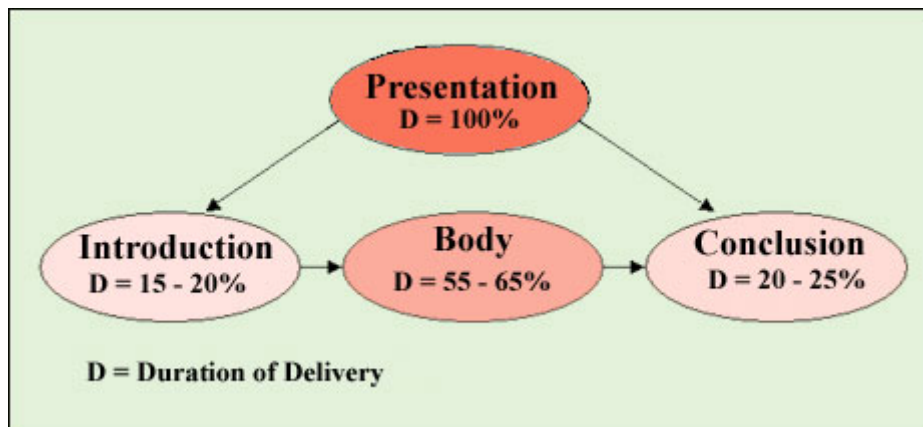 Presentation
D = 100%
Introduction
D = 15 - 20%
Body
D = 55 - 65%
Conclusion
D = 20 - 25%
D = Duration of Delivery